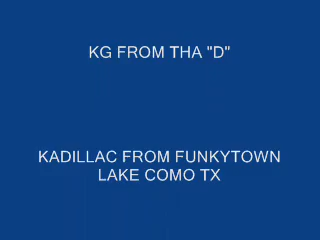 KG FROM THA "D"
KADILLAC FROM FUNKYTOWN
LAKE COMO TX